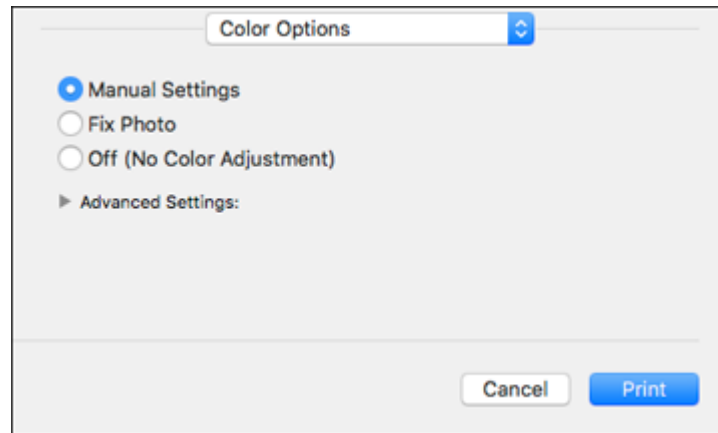 Color Options
Manual Settings
Fix Photo
Off (No Color Adjustment)
Advanced Settings:
Cancel Print